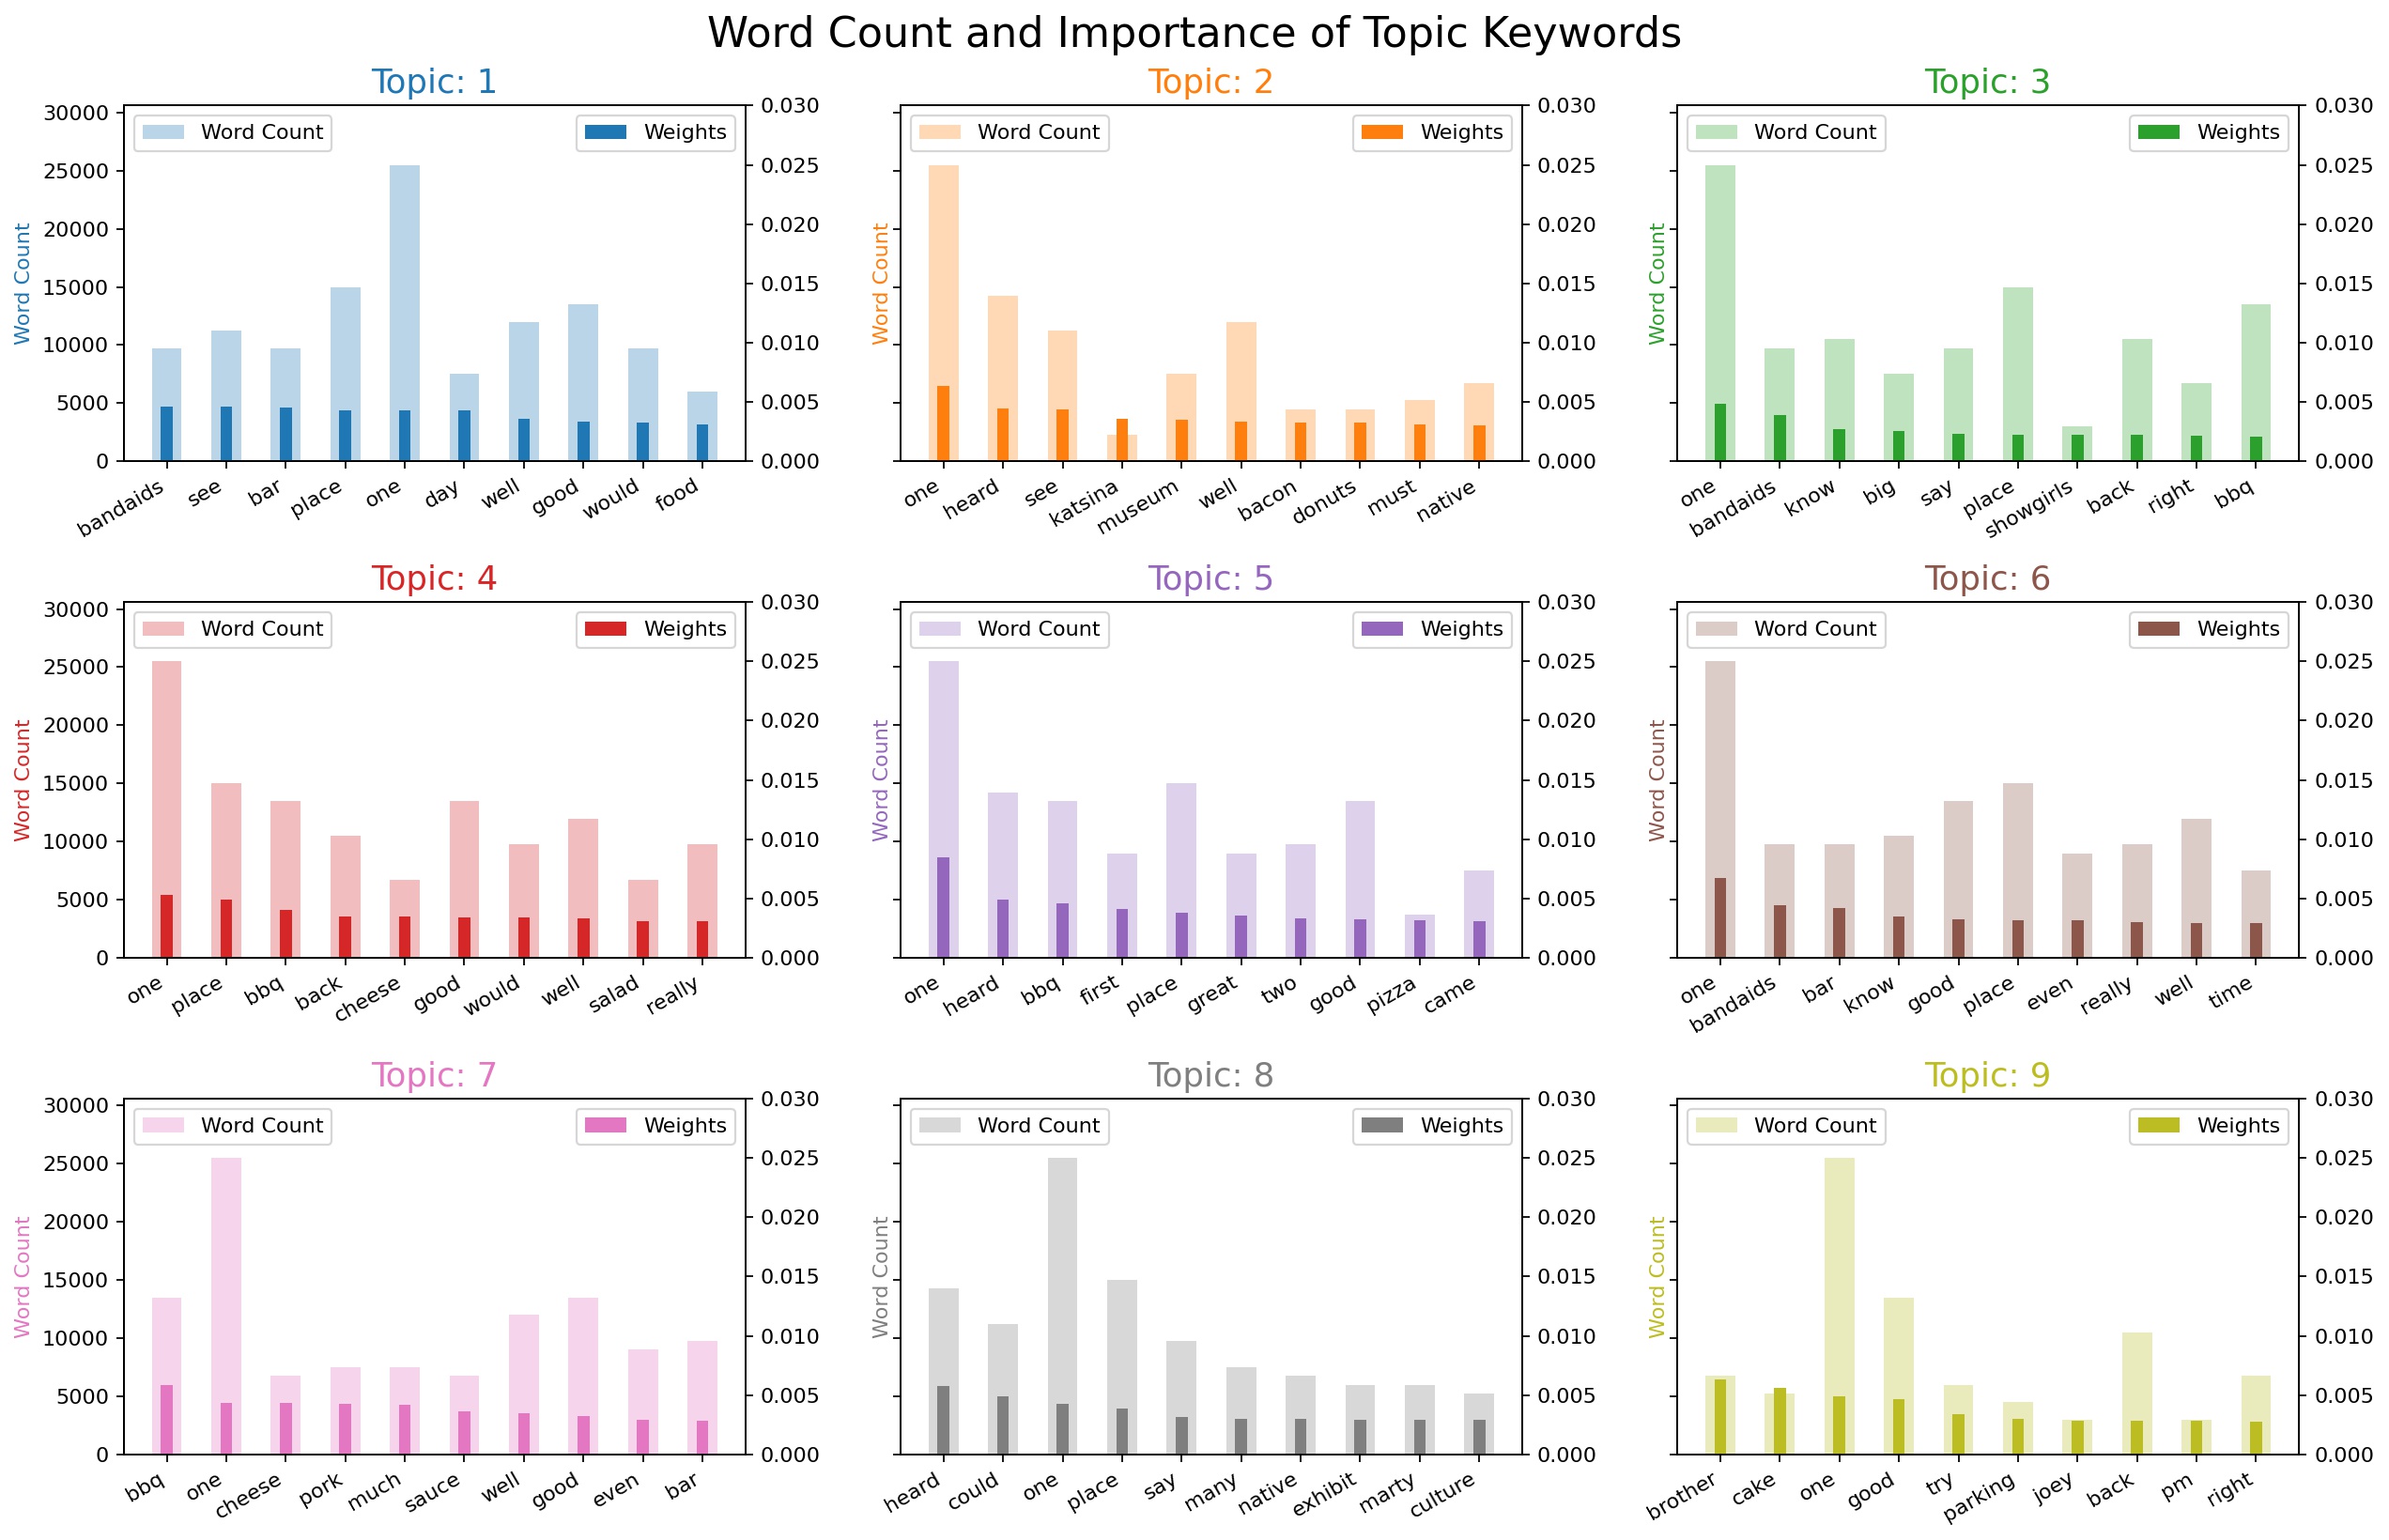 Word Count and Importance of Topic Keywords
Topic: 1
Word Count
Weights
Word Count
30000
25000
20000
15000
10000
5000
0
0.030
0.025
0.020
0.015
0.010
0.005
0.000
bandaids see bar place one day well good would food
Topic: 2
Word Count
Weights
Word Count
0.030
0.025
0.020
0.015
0.010
0.005
0.000
one heard see katsina museum well bacon donuts must native
Topic: 3
Word Count
Weights
Word Count
0.030
0.025
0.020
0.015
0.010
0.005
0.000
one bandaids know big say place showgirls back right bbq
Topic: 4
Word Count
Weights
Word Count
30000
25000
20000
15000
10000
5000
0
0.030
0.025
0.020
0.015
0.010
0.005
0.000
one place bbq back cheese good would well salad really
Topic: 5
Word Count
Weights
Word Count
0.030
0.025
0.020
0.015
0.010
0.005
0.000
one heard bbq first place great two good pizza came
Topic: 6
Word Count
Weights
Word Count
0.030
0.025
0.020
0.015
0.010
0.005
0.000
one bandaids bar know good place even really well time
Topic: 7
Word Count
Weights
Word Count
30000
25000
20000
15000
10000
5000
0
0.030
0.025
0.020
0.015
0.010
0.005
0.000
bbq one cheese pork much sauce well good even bar
Topic: 8
Word Count
Weights
Word Count
0.030
0.025
0.020
0.015
0.010
0.005
0.000
heard could one place say many native exhibit marty culture
Topic: 9
Word Count
Weights
Word Count
0.030
0.025
0.020
0.015
0.010
0.005
0.000
brother cake one good try parking joey back pm right